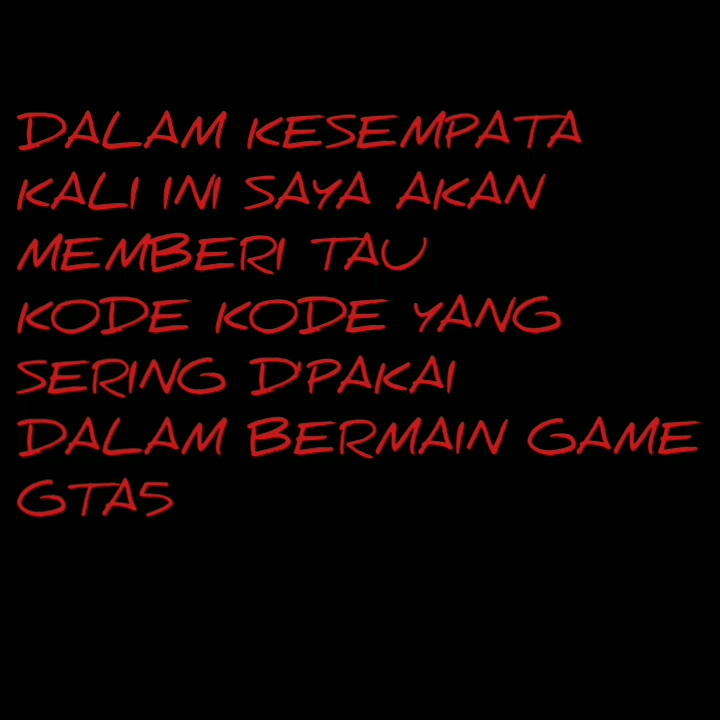 DALAM KESEMPATA
KALI INI SAYA AKAN
MEMBERI TAU
KODE KODE YANG
SERING D'PAKAI
DALAM BERMAIN GAME
GTA5